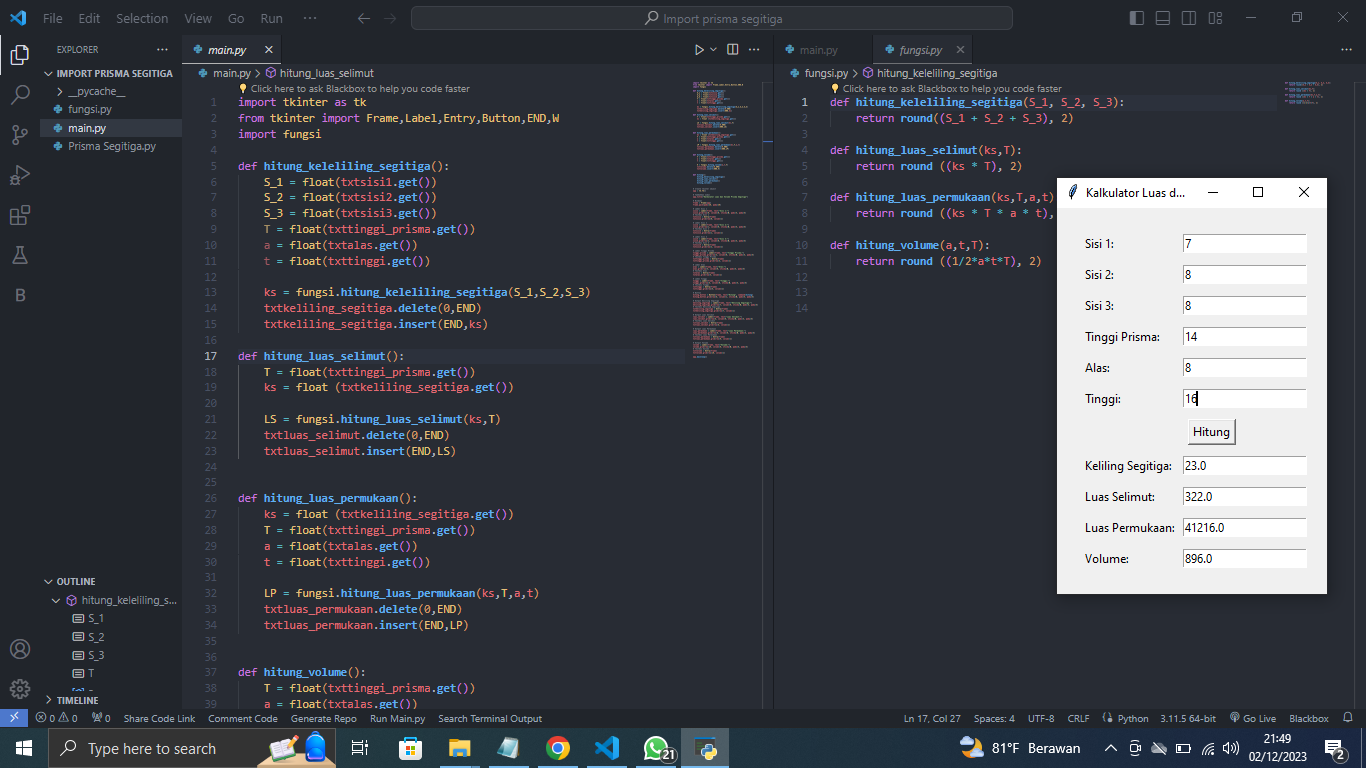 File Edit Selection View Go Run ··· Import prisma segitiga
EXPLORER ···
IMPORT PRISMA SEGITIGA
__pycache__
fungsi.py
main.py
Prisma Segitiga.py
OUTLINE
hitung_keleliling_s...
S_1
S_2
S_3
T
TIMELINE
main.py
main.py > hitung_luas_selimut
Click here to ask Blackbox to help you code faster
1 import tkinter as tk
2 from tkinter import Frame,Label,Entry,Button,END,W
3 import fungsi
4
5 def hitung_keleliling_segitiga():
6 S_1 = float(txtsisi1.get())
7 S_2 = float(txtsisi2.get())
8 S_3 = float(txtsisi3.get())
9 T = float(txttinggi_prisma.get())
10 a = float(txtalas.get())
11 t = float(txttinggi.get())
12
13 ks = fungsi.hitung_keleliling_segitiga(S_1,S_2,S_3)
14 txtkeliling_segitiga.delete(0,END)
15 txtkeliling_segitiga.insert(END,ks)
16
17 def hitung_luas_selimut():
18 T = float(txttinggi_prisma.get())
19 ks = float (txtkeliling_segitiga.get())
20
21 LS = fungsi.hitung_luas_selimut(ks,T)
22 txtluas_selimut.delete(0,END)
23 txtluas_selimut.insert(END,LS)
24
25
26 def hitung_luas_permukaan():
27 ks = float (txtkeliling_segitiga.get())
28 T = float(txttinggi_prisma.get())
29 a = float(txtalas.get())
30 t = float(txttinggi.get())
31
32 LP = fungsi.hitung_luas_permukaan(ks,T,a,t)
33 txtluas_permukaan.delete(0,END)
34 txtluas_permukaan.insert(END,LP)
35
36
37 def hitung_volume():
38 T = float(txttinggi_prisma.get())
39 a = float(txtalas.get())
main.py fungsi.py ···
fungsi.py > hitung_keleliling_segitiga
Click here to ask Blackbox to help you code faster
1 def hitung_keleliling_segitiga(S_1, S_2, S_3):
2 return round((S_1 + S_2 + S_3), 2)
3
4 def hitung_luas_selimut(ks,T):
5 return round ((ks * T), 2)
6
7 def hitung_luas_permukaan(ks,T,a,t)
8 return round ((ks * T * a * t),
9
10 def hitung_volume(a,t,T):
11 return round ((1/2*a*t*T), 2)
12
13
14
Kalkulator Luas d...
Sisi 1: 7
Sisi 2: 8
Sisi 3: 8
Tinggi Prisma: 14
Alas: 8
Tinggi: 16
Hitung
Keliling Segitiga: 23.0
Luas Selimut: 322.0
Luas Permukaan: 41216.0
Volume: 896.0
0 0 0 Share Code Link Comment Code Generate Repo Run Main.py Search Terminal Output Ln 17, Col 27 Spaces: 4 UTF-8 CRLF Python 3.11.5 64-bit Go Live Blackbox
Type here to search 21 81°F Berawan 21:49
02/12/2023 2